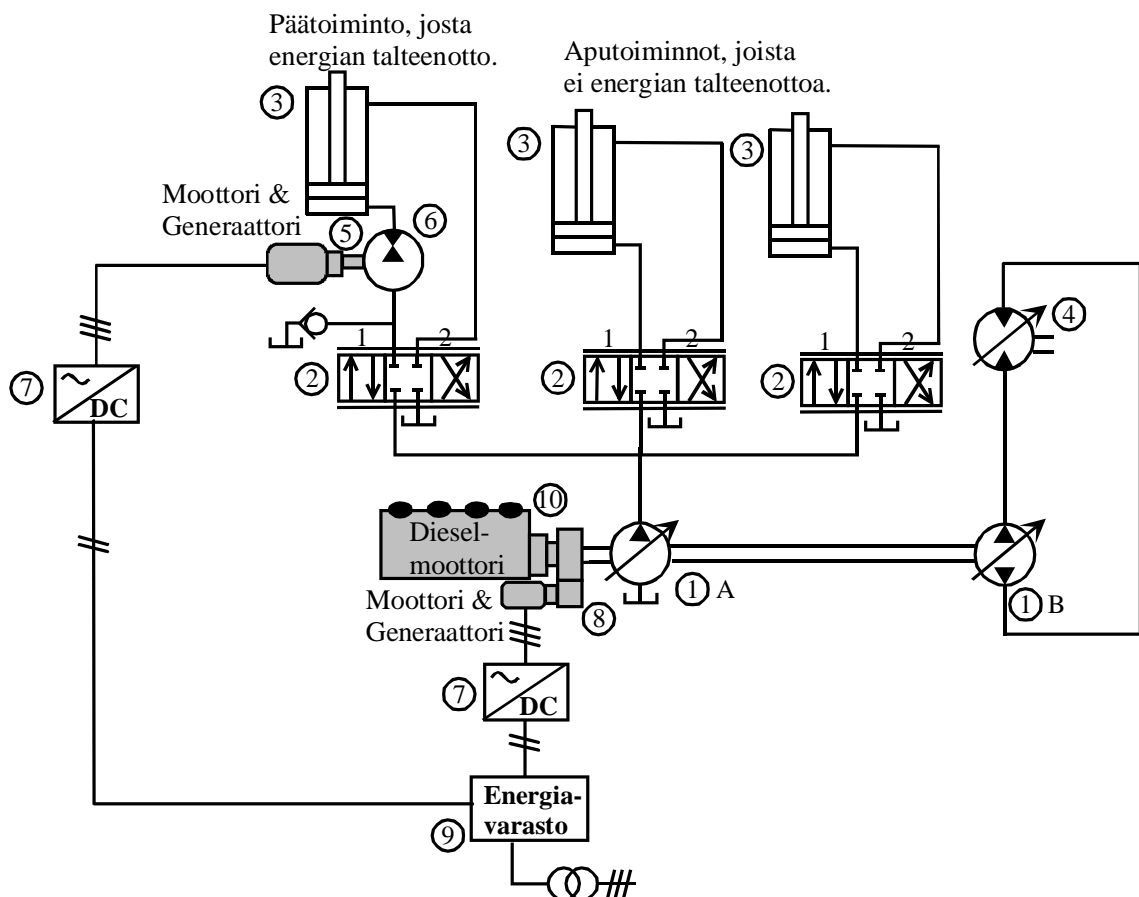 Päätoiminto, josta
energian talteenotto.
Aputoiminnot, joista
ei energian talteenottoa.
3
3
3
Moottori &
Generaattori
5
6
4
1 2
1 2
1 2
2
2
2
7
~
DC
10
Diesel-
moottori
1 A
1 B
Moottori &
Generaattori
8
7
~
DC
Energia-
varasto
9